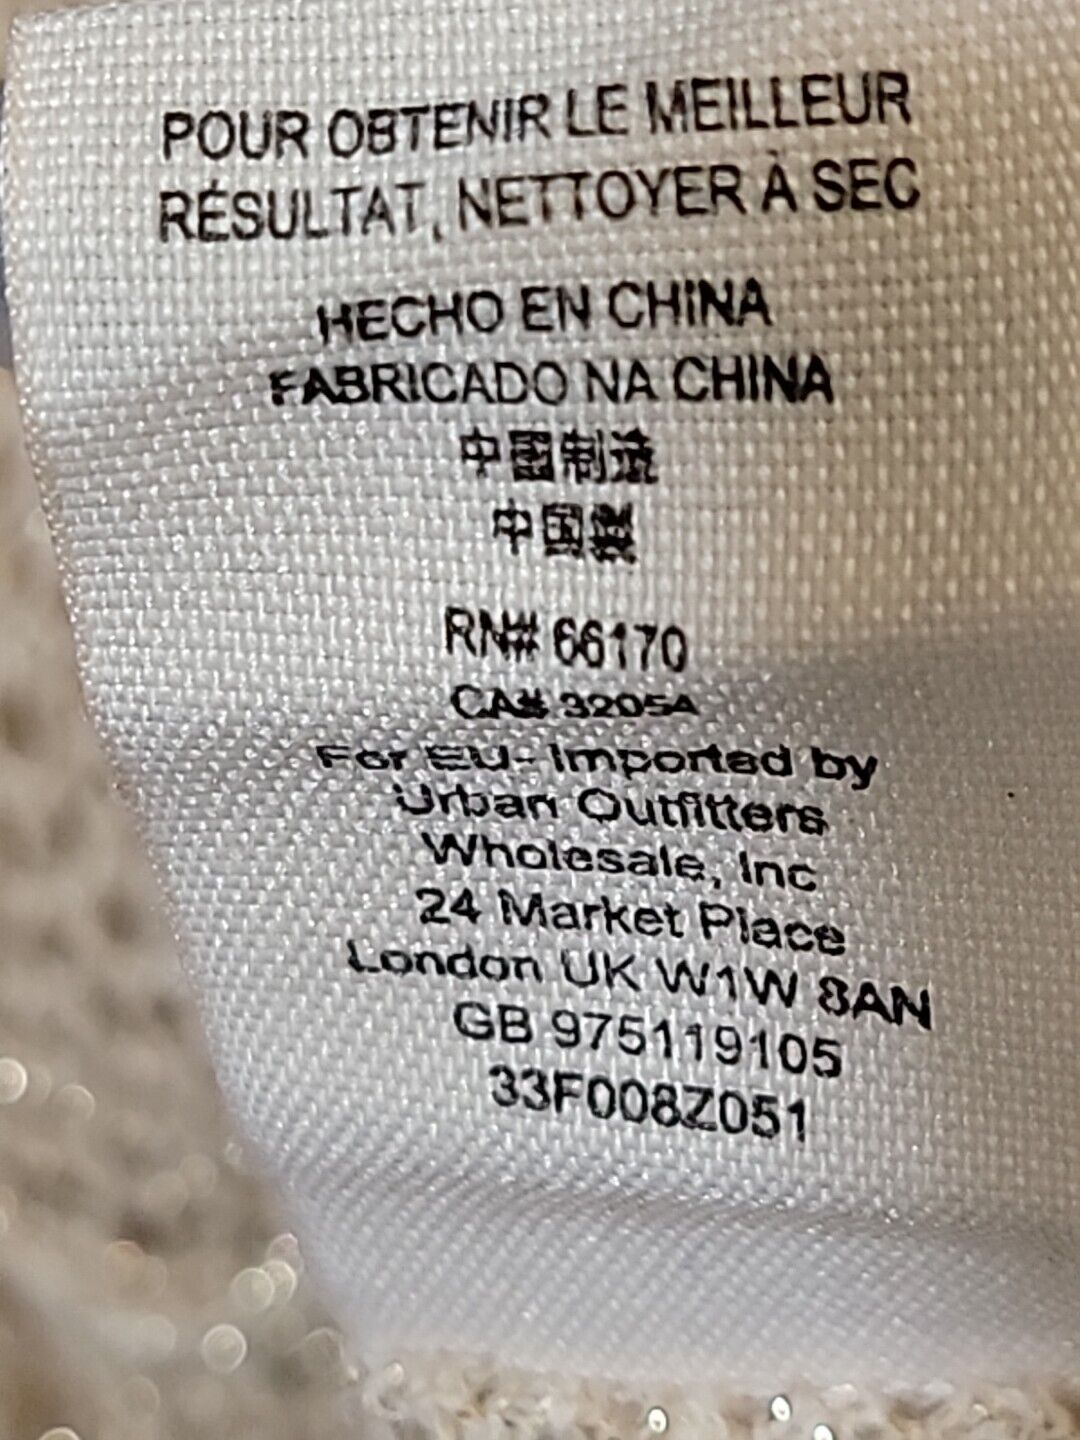 POUR OBTENIR LE MEILLEUR
RÉSULTAT, NETTOYER À SEC
HECHO EN CHINA
FABRICADO NA CHINA
中国制造
中国製
RN# 66170
CA# 3205A
For EU- Imported by
Urban Outfitters
Wholesale, Inc
24 Market Place
London UK W1W 8AN
GB 975119105
33F008Z051